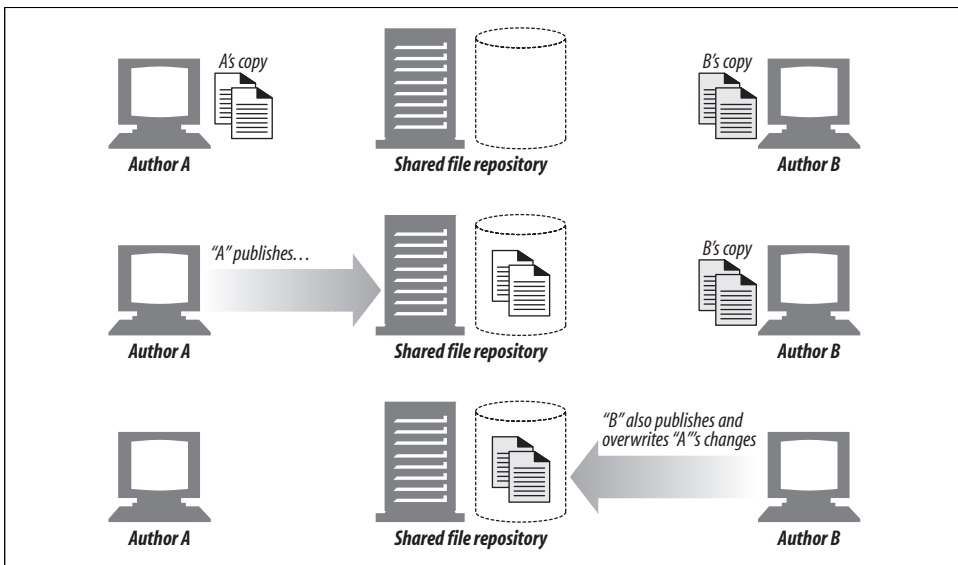 A's copy
B's copy
Author A
Shared file repository
Author B
“A” publishes…
B's copy
Author A
Shared file repository
Author B
“B” also publishes and
overwrites “A”'s changes
Author A
Shared file repository
Author B